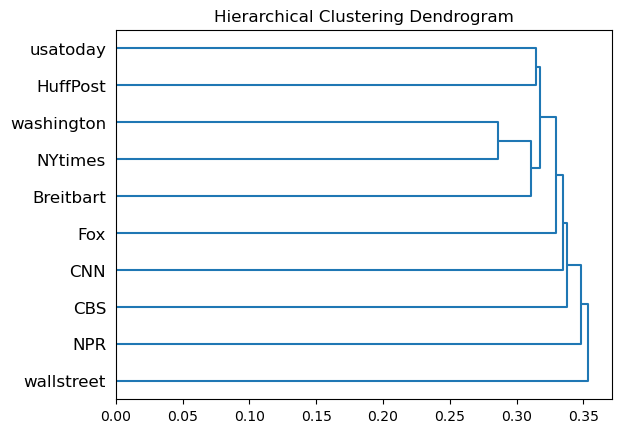 Hierarchical Clustering Dendrogram
usatoday
HuffPost
washington
NYtimes
Breitbart
Fox
CNN
CBS
NPR
wallstreet
0.00 0.05 0.10 0.15 0.20 0.25 0.30 0.35